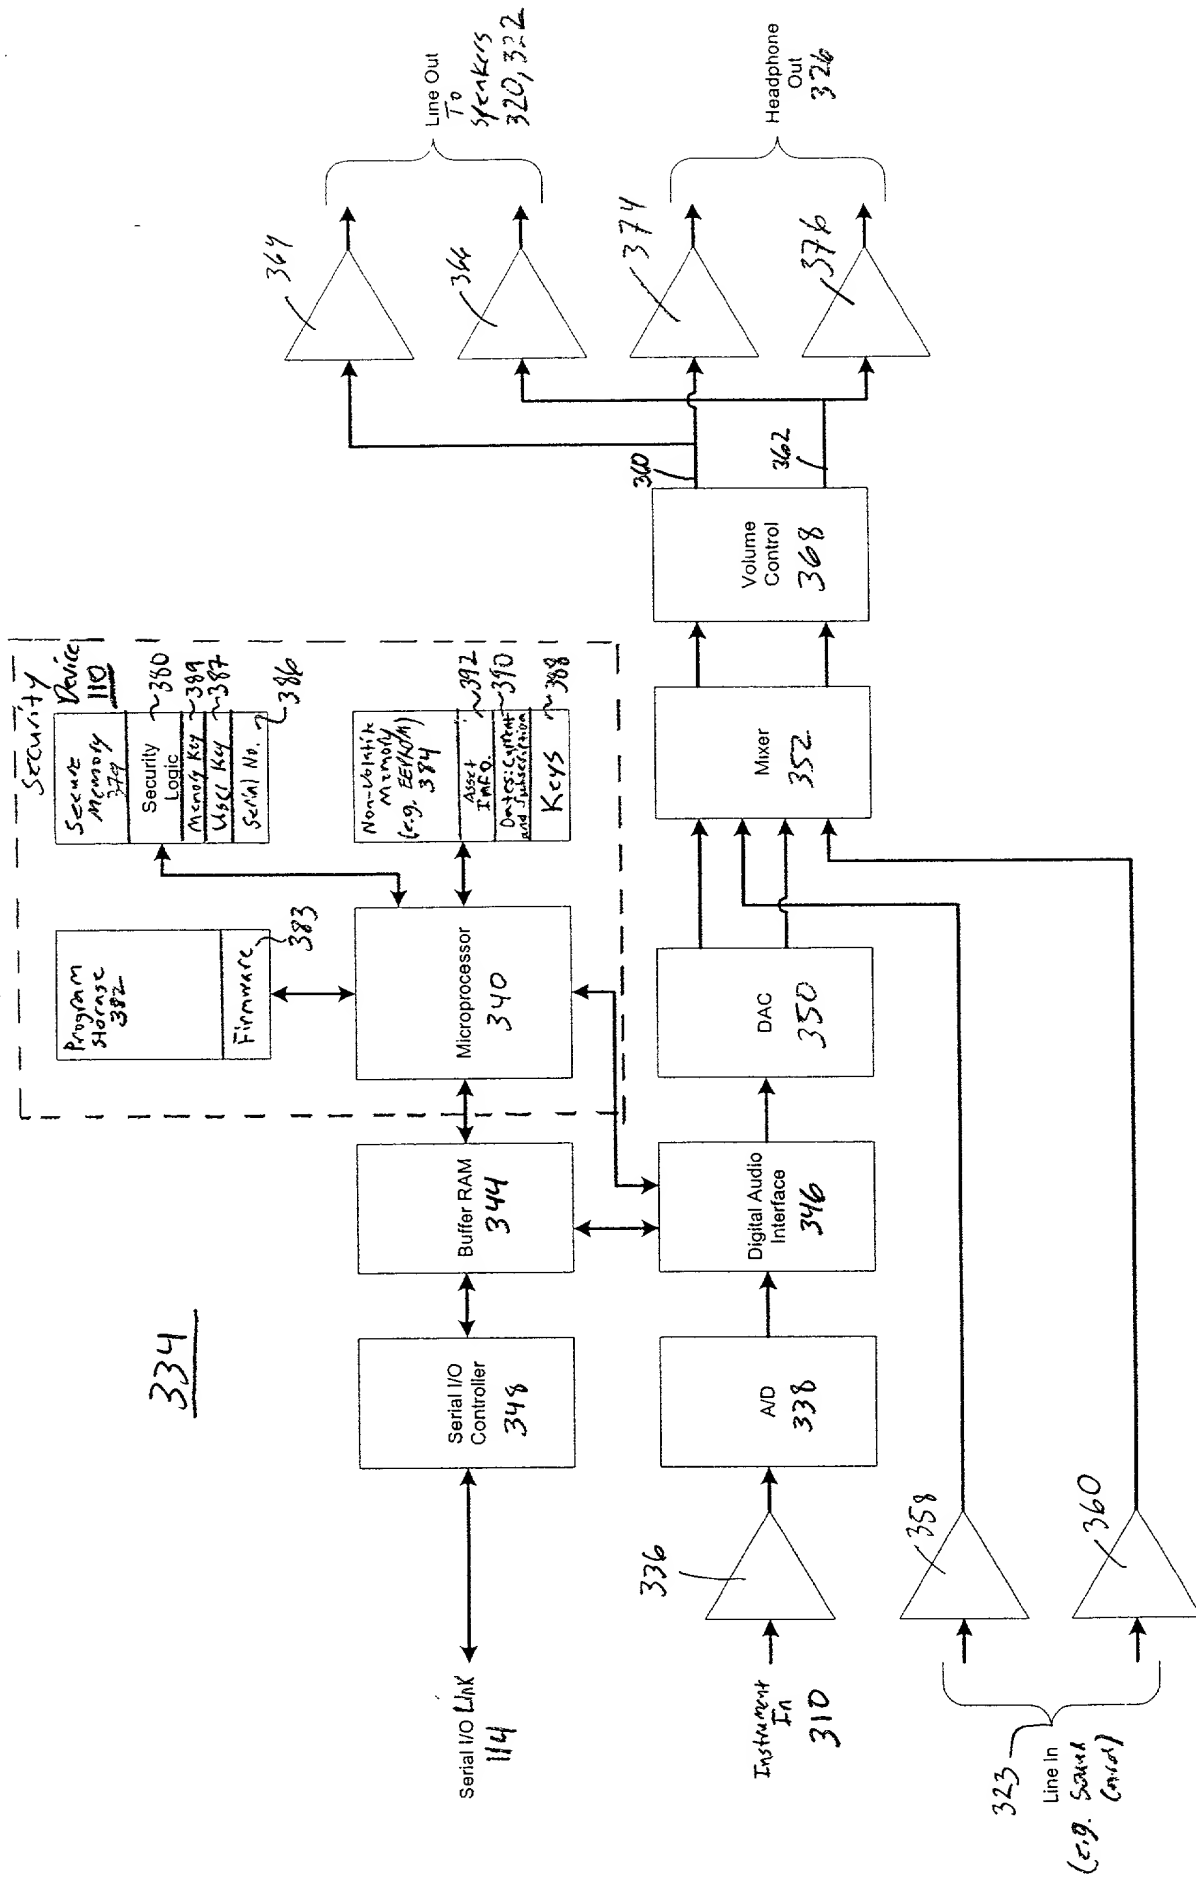 Security
Device
110
Secure
Memory
379
Security
Logic
380
Memory Key
389
User Key
387
Serial No.
386
Program
Storage
382
Firmware
383
Non-Volatile
Memory
(e.g. EEPROM)
384
Asset
Info.
392
Dates: Current
and Subscription
390
Keys
388
334
Serial I/O Link
114
Serial I/O
Controller
348
Buffer RAM
344
Microprocessor
340
Instrument
In
310
336
A/D
338
Digital Audio
Interface
346
DAC
350
Mixer
352
Volume
Control
368
360
362
364
366
374
376
Line Out
To
Speakers
320, 322
Headphone
Out
326
323
Line In
(e.g. Sound
Card)
358
360